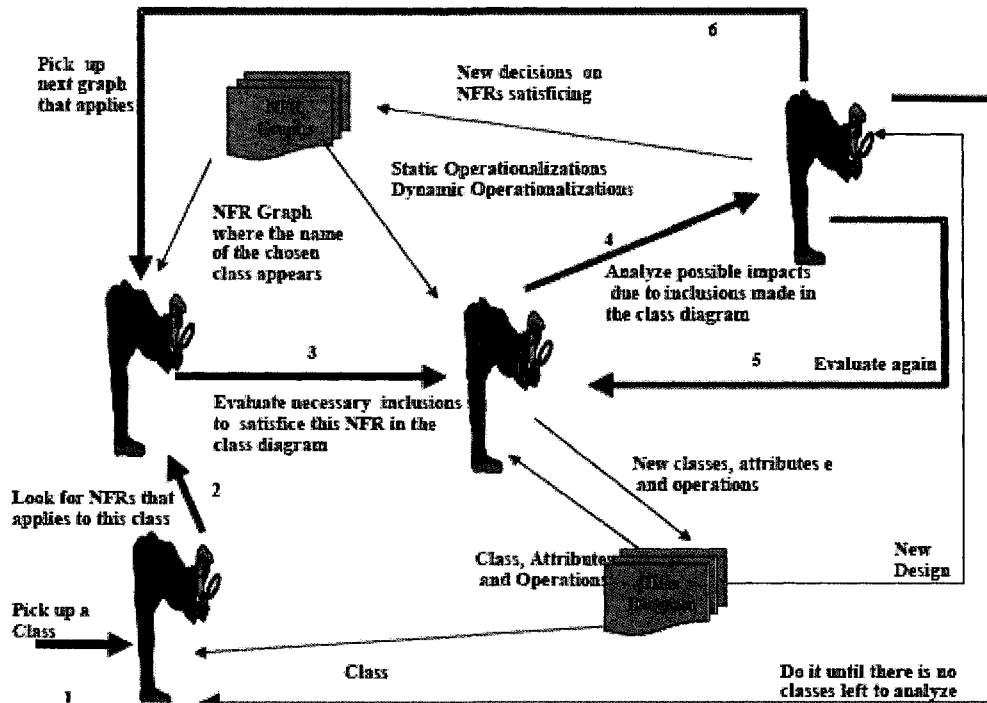 6
Pick up
next graph
that applies
New decisions on
NFRs satisficing
NFR
Graphs
Static Operationalizations
Dynamic Operationalizations
NFR Graph
where the name
of the chosen
class appears
4
Analyze possible impacts
due to inclusions made in
the class diagram
3
5
Evaluate again
Evaluate necessary inclusions
to satisfice this NFR in the
class diagram
New classes, attributes e
and operations
2
Look for NFRs that
applies to this class
Class, Attributes
and Operations
Class
Diagram
New
Design
Pick up a
Class
Class
Do it until there is no
classes left to analyze
1